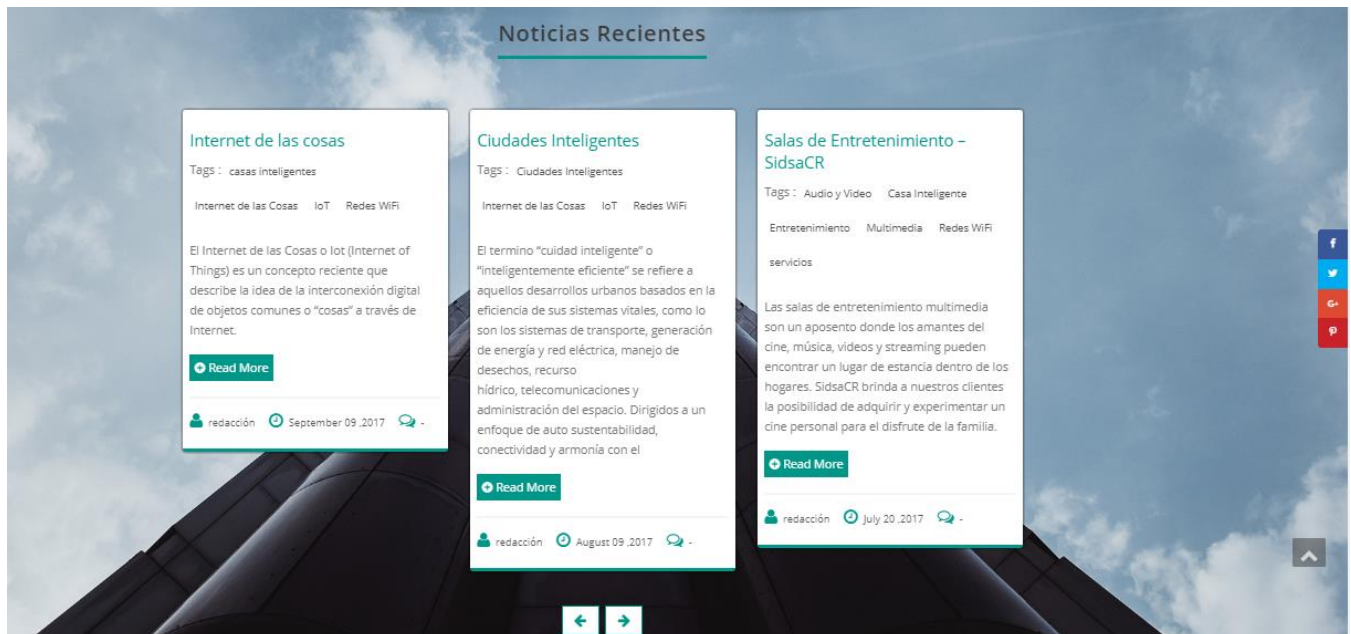 Noticias Recientes
Internet de las cosas
Tags : casas inteligentes
Internet de las Cosas IoT Redes WiFi
El Internet de las Cosas o Iot (Internet of
Things) es un concepto reciente que
describe la idea de la interconexión digital
de objetos comunes o “cosas” a través de
Internet.
Read More
redacción September 09 ,2017 -
Ciudades Inteligentes
Tags : Ciudades Inteligentes
Internet de las Cosas IoT Redes WiFi
El termino “cuidad inteligente” o
“inteligentemente eficiente” se refiere a
aquellos desarrollos urbanos basados en la
eficiencia de sus sistemas vitales, como lo
son los sistemas de transporte, generación
de energía y red eléctrica, manejo de
desechos, recurso
hídrico, telecomunicaciones y
administración del espacio. Dirigidos a un
enfoque de auto sustentabilidad,
conectividad y armonía con el
Read More
redacción August 09 ,2017 -
Salas de Entretenimiento –
SidsaCR
Tags : Audio y Video Casa Inteligente
Entretenimiento Multimedia Redes WiFi
servicios
Las salas de entretenimiento multimedia
son un aposento donde los amantes del
cine, música, videos y streaming pueden
encontrar un lugar de estancia dentro de los
hogares. SidsaCR brinda a nuestros clientes
la posibilidad de adquirir y experimentar un
cine personal para el disfrute de la familia.
Read More
redacción July 20 ,2017 -